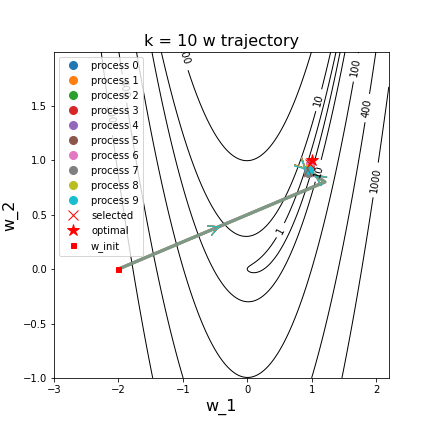 k = 10 w trajectory
process 0
process 1
process 2
process 3
process 4
process 5
process 6
process 7
process 8
process 9
selected
optimal
w_init
10
100
400
1000
1
w_2
1.5
1.0
0.5
0.0
−0.5
−1.0
−3
−2
−1
0
1
2
w_1